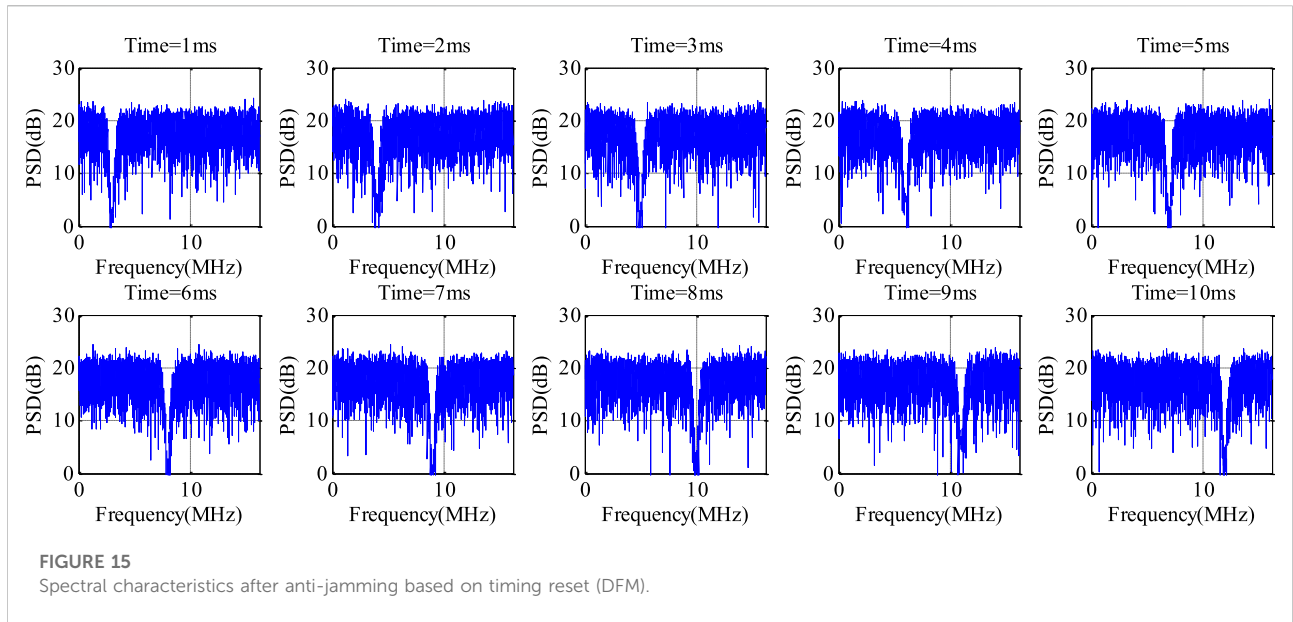 Time=1ms
Time=2ms
Time=3ms
Time=4ms
Time=5ms
30
20
10
0
PSD(dB)
0 10
Frequency(MHz)
30
20
10
0
PSD(dB)
0 10
Frequency(MHz)
30
20
10
0
PSD(dB)
0 10
Frequency(MHz)
30
20
10
0
PSD(dB)
0 10
Frequency(MHz)
30
20
10
0
PSD(dB)
0 10
Frequency(MHz)
Time=6ms
Time=7ms
Time=8ms
Time=9ms
Time=10ms
30
20
10
0
PSD(dB)
0 10
Frequency(MHz)
30
20
10
0
PSD(dB)
0 10
Frequency(MHz)
30
20
10
0
PSD(dB)
0 10
Frequency(MHz)
30
20
10
0
PSD(dB)
0 10
Frequency(MHz)
30
20
10
0
PSD(dB)
0 10
Frequency(MHz)
FIGURE 15
Spectral characteristics after anti-jamming based on timing reset (DFM).